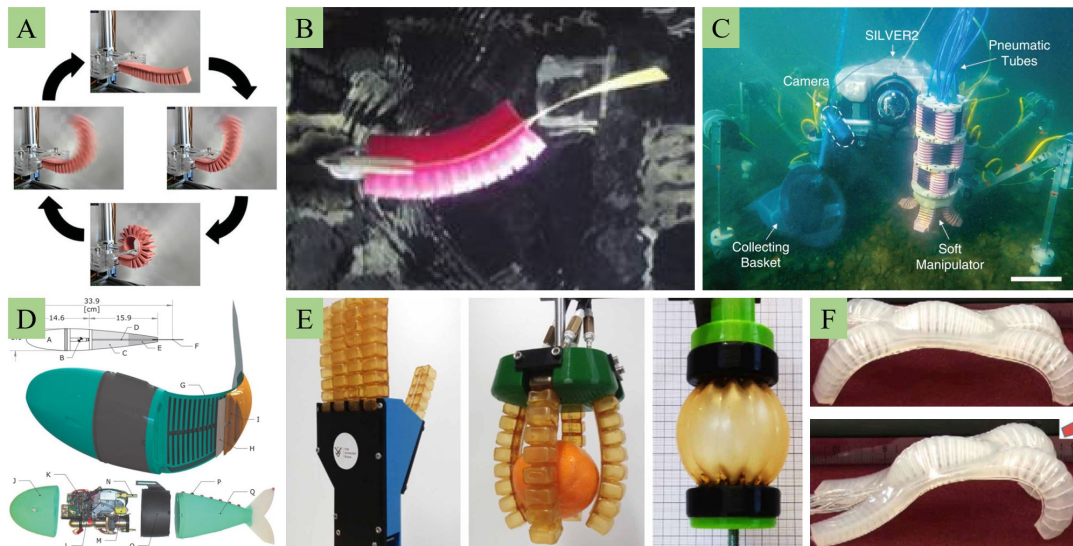 A
B
C
SILVER2
Camera
Pneumatic
Tubes
Collecting
Basket
Soft
Manipulator
D
33.9
[cm]
14.6
15.9
A
B
C
D
E
F
G
H
I
J
K
L
M
N
O
P
Q
E
F